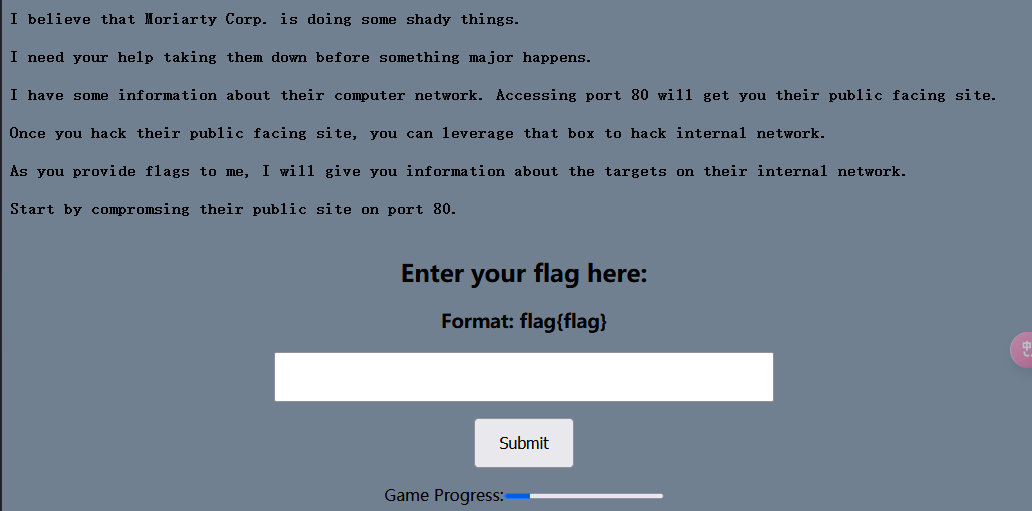 I believe that Moriarty Corp. is doing some shady things.
I need your help taking them down before something major happens.
I have some information about their computer network. Accessing port 80 will get you their public facing site.
Once you hack their public facing site, you can leverage that box to hack internal network.
As you provide flags to me, I will give you information about the targets on their internal network.
Start by compromsing their public site on port 80.
Enter your flag here:
Format: flag{flag}
Submit
Game Progress: